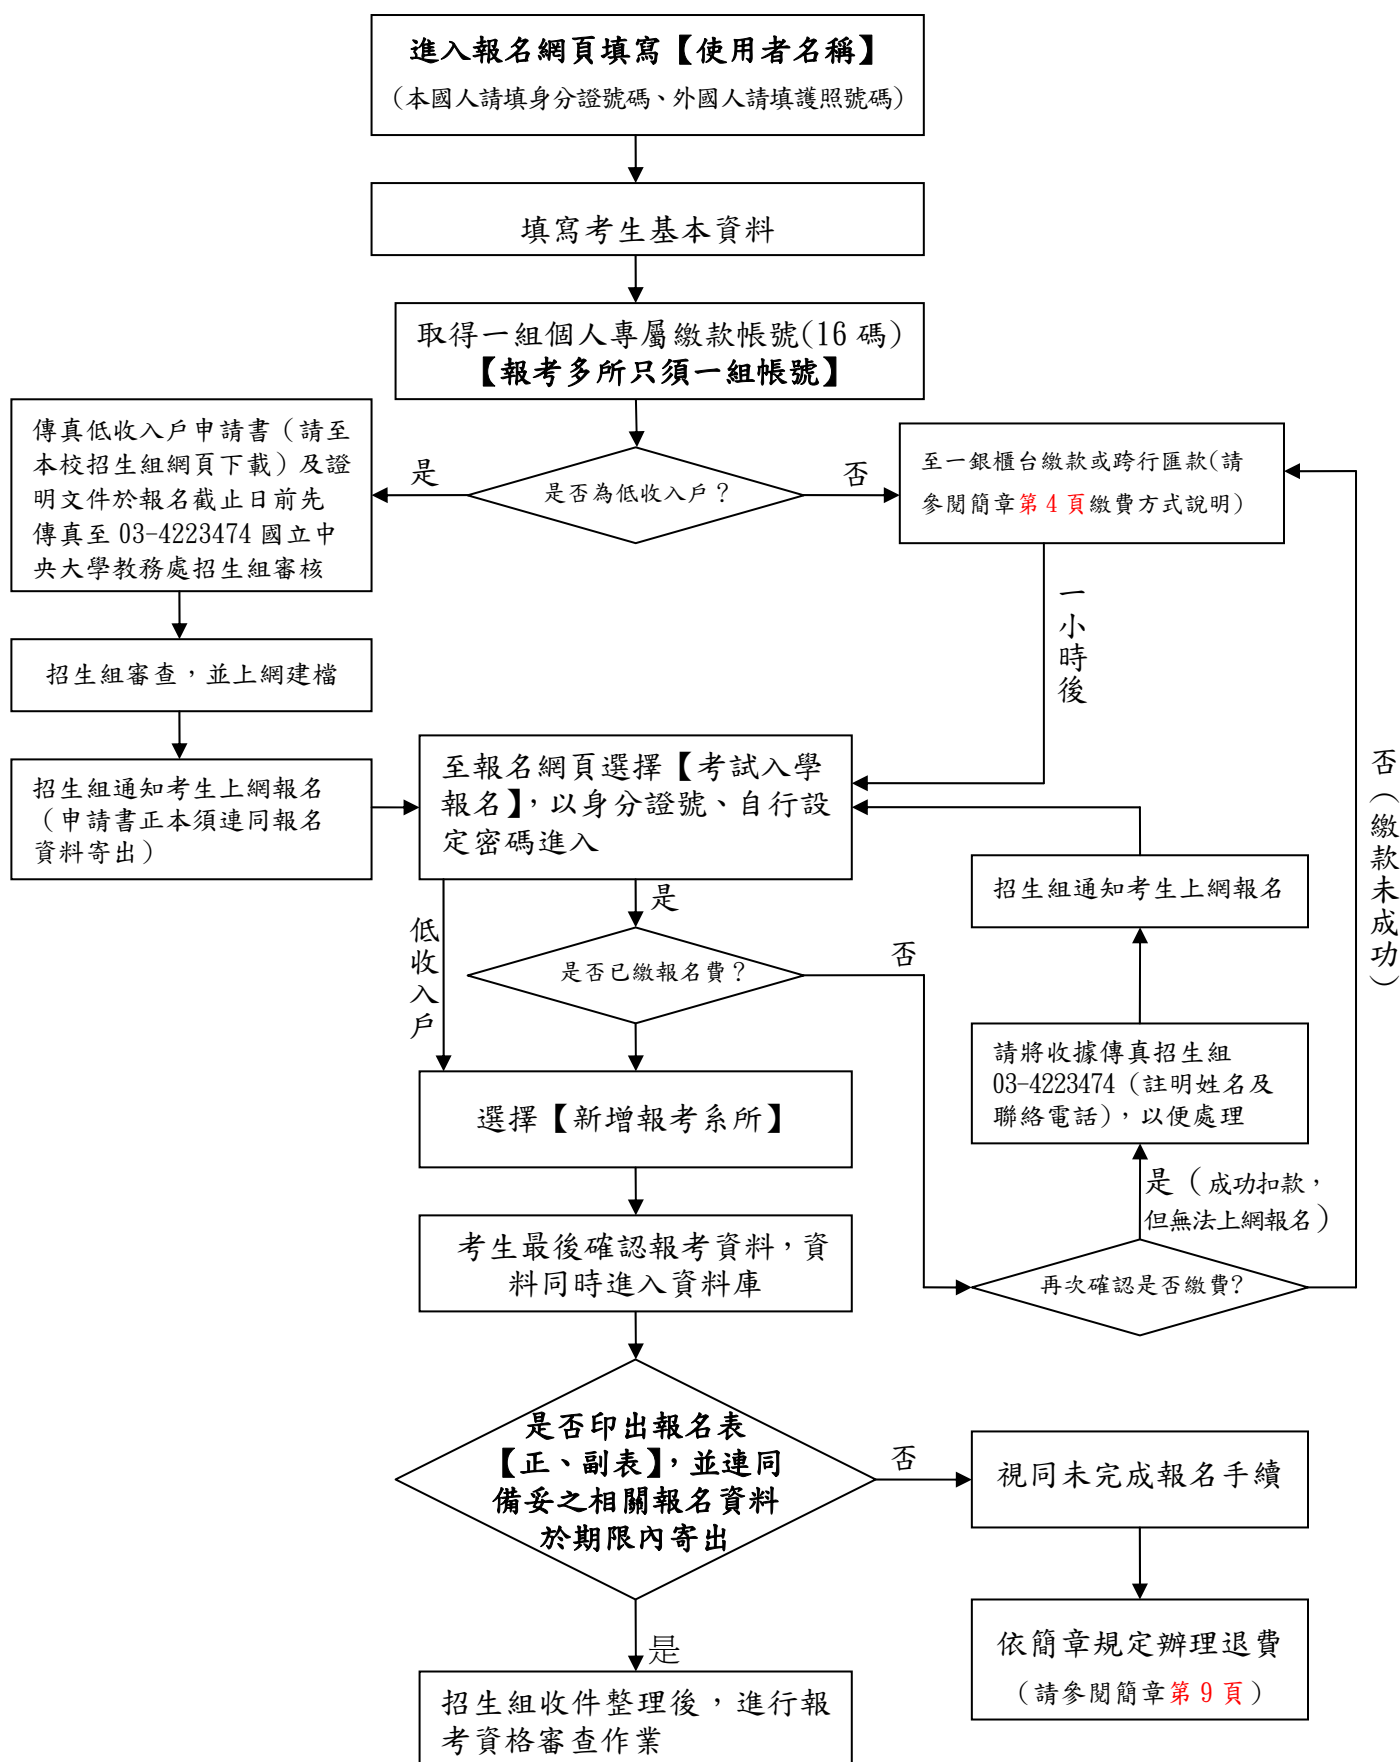 進入報名網頁填寫【使用者名稱】
（本國人請填身分證號碼、外國人請填護照號碼）
填寫考生基本資料
取得一組個人專屬繳款帳號(16 碼)
【報考多所只須一組帳號】
傳真低收入戶申請書（請至
本校招生組網頁下載）及證
明文件於報名截止日前先
傳真至 03-4223474 國立中
央大學教務處招生組審核
是
是否為低收入戶？
否
至一銀櫃台繳款或跨行匯款(請
參閱簡章第 4 頁繳費方式說明)
一小時後
招生組審查，並上網建檔
招生組通知考生上網報名
（申請書正本須連同報名
資料寄出）
至報名網頁選擇【考試入學
報名】，以身分證號、自行設
定密碼進入
否（繳款未成功）
招生組通知考生上網報名
是
低收入戶
是否已繳報名費？
否
請將收據傳真招生組
03-4223474（註明姓名及
聯絡電話），以便處理
選擇【新增報考系所】
是（成功扣款，
但無法上網報名）
考生最後確認報考資料，資
料同時進入資料庫
再次確認是否繳費?
是否印出報名表
【正、副表】，並連同
備妥之相關報名資料
於期限內寄出
否
視同未完成報名手續
是
依簡章規定辦理退費
（請參閱簡章第 9 頁）
招生組收件整理後，進行報
考資格審查作業